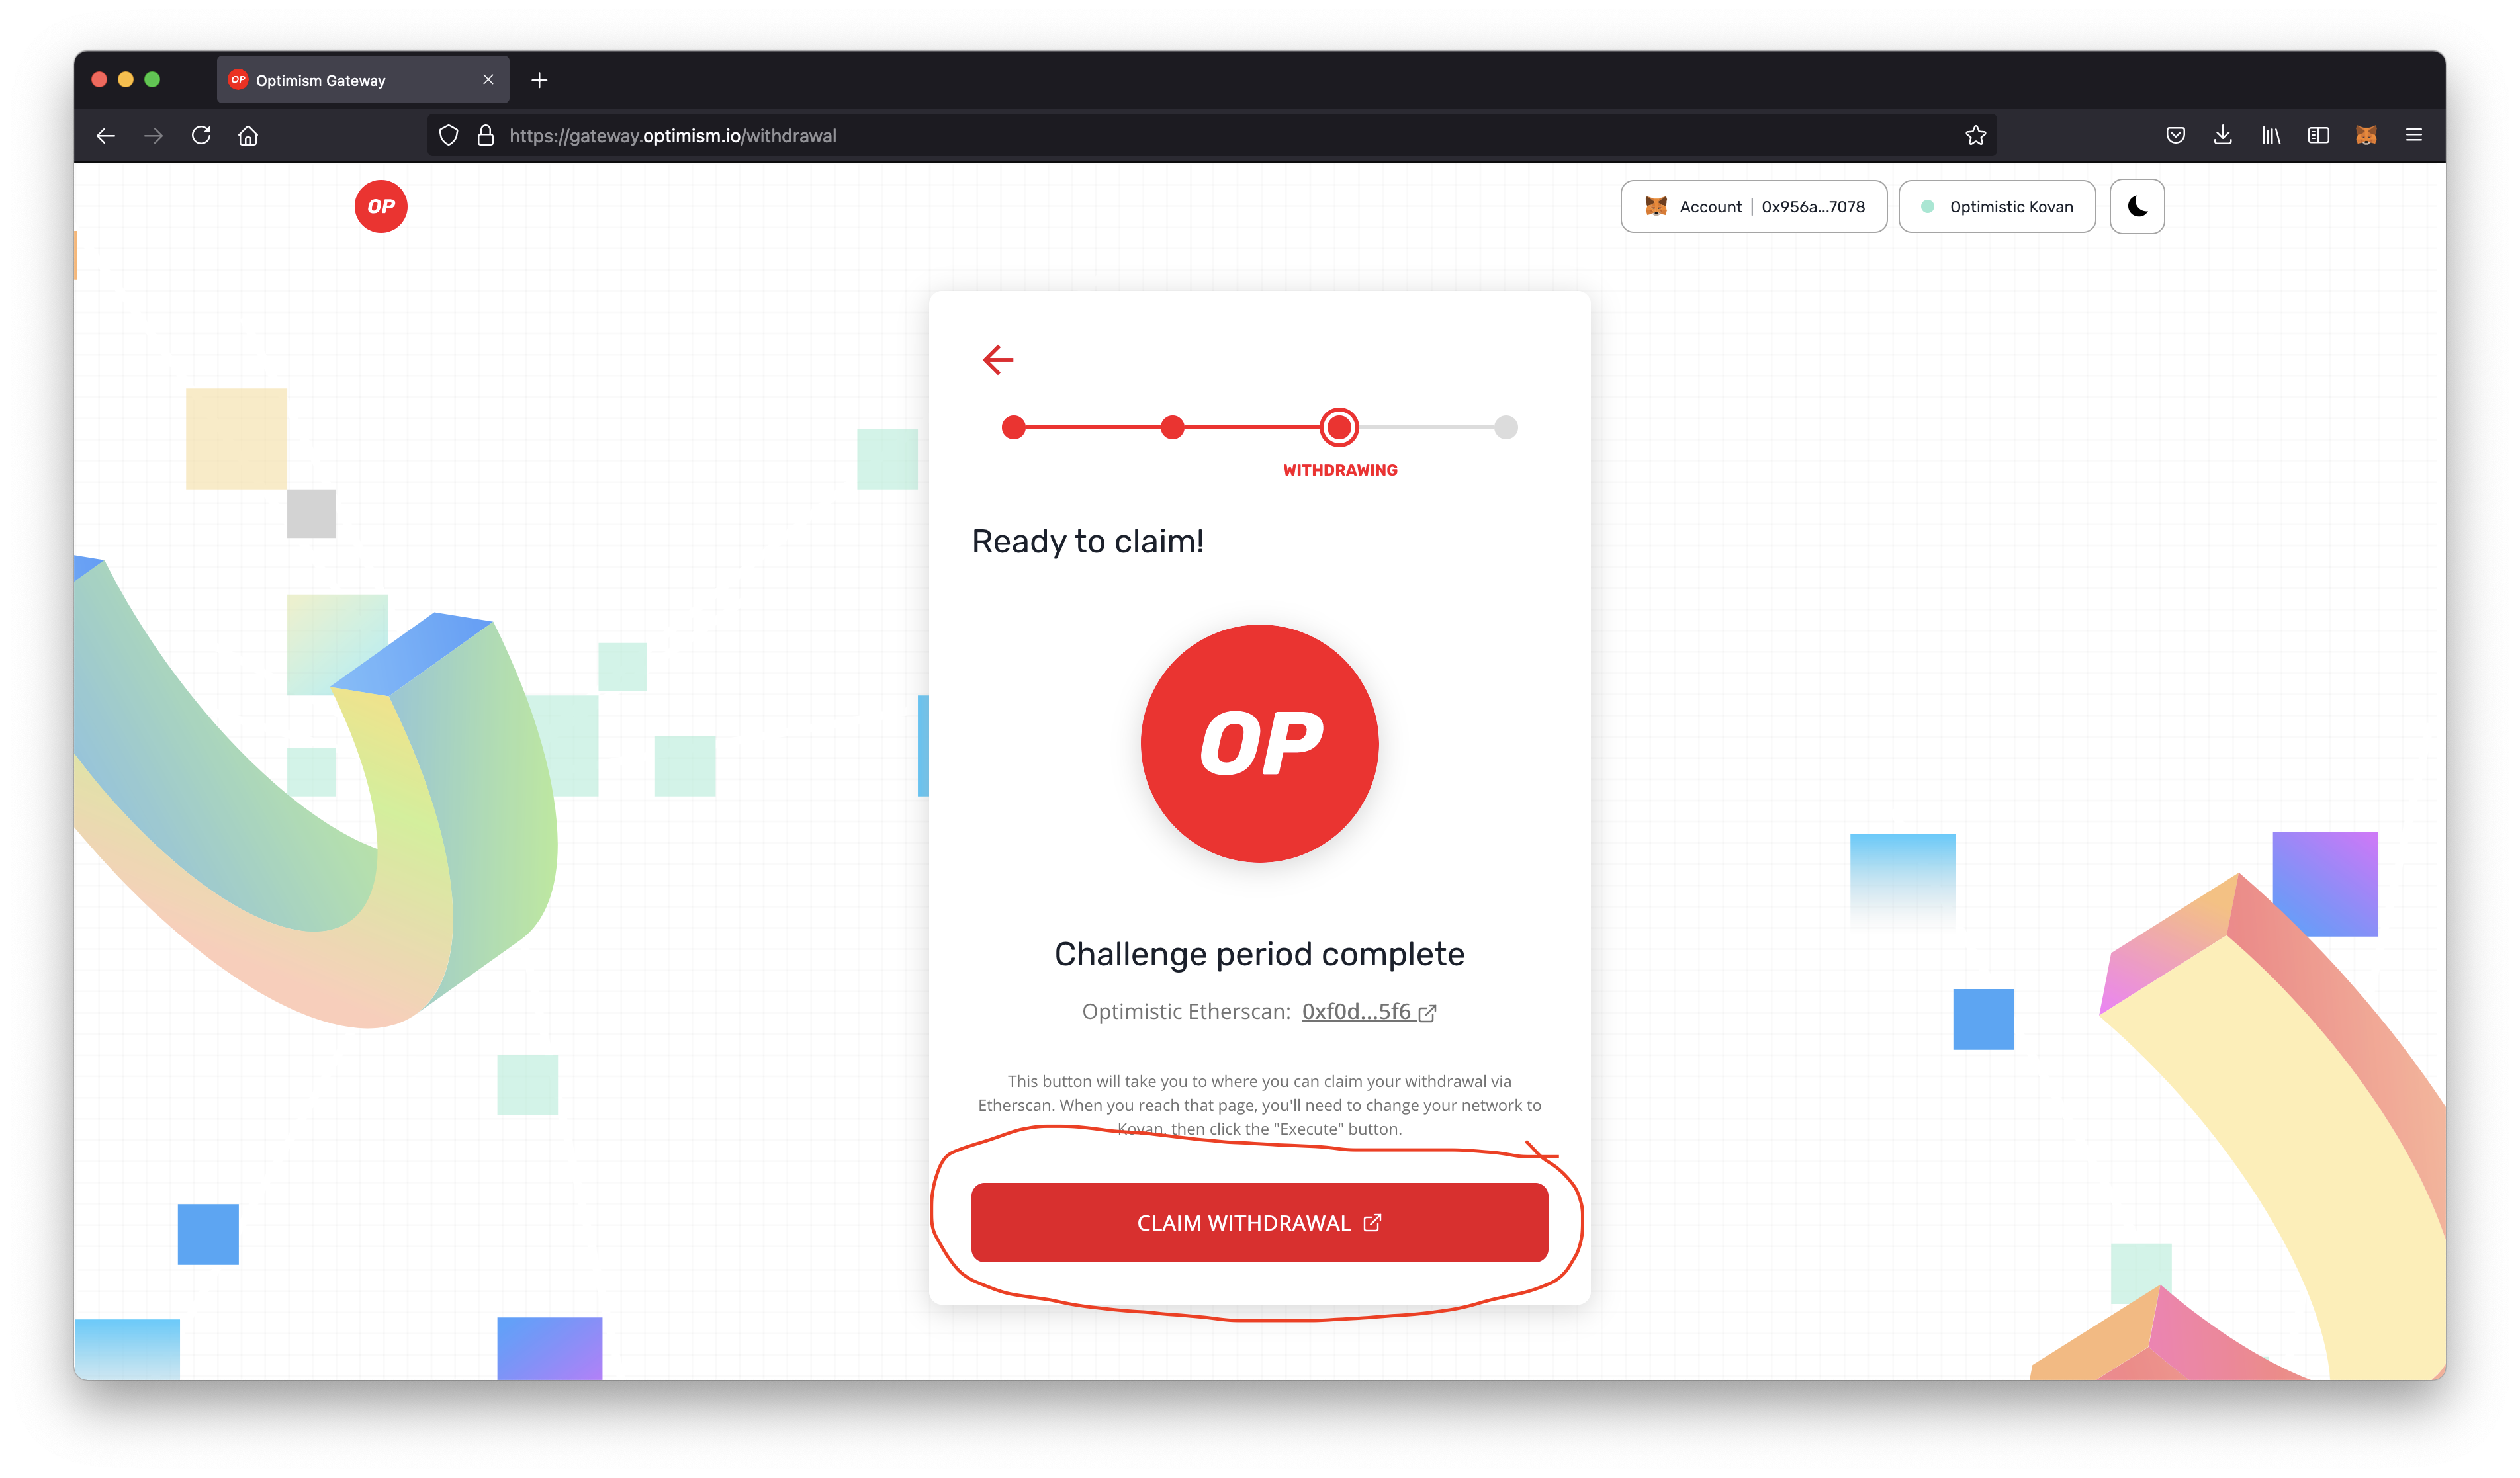 OP Optimism Gateway
https://gateway.optimism.io/withdrawal
OP
Account | 0x956a...7078
Optimistic Kovan
WITHDRAWING
Ready to claim!
OP
Challenge period complete
Optimistic Etherscan: 0xf0d...5f6
This button will take you to where you can claim your withdrawal via
Etherscan. When you reach that page, you'll need to change your network to
Kovan, then click the "Execute" button.
CLAIM WITHDRAWAL